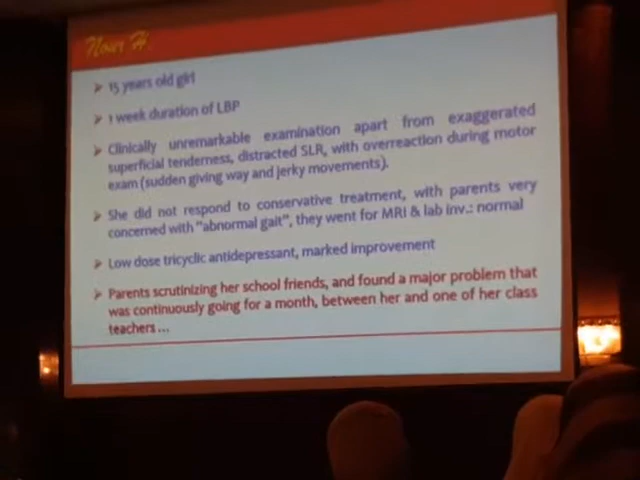 Nour H.
➢ 15 years old girl
➢ 1 week duration of LBP
➢ Clinically unremarkable examination apart from exaggerated
superficial tenderness, distracted SLR, with overreaction during motor
exam (sudden giving way and jerky movements).
➢ She did not respond to conservative treatment, with parents very
concerned with "abnormal gait", they went for MRI & lab inv.: normal
➢ Low dose tricyclic antidepressant, marked improvement
➢ Parents scrutinizing her school friends, and found a major problem that
was continuously going for a month, between her and one of her class
teachers...